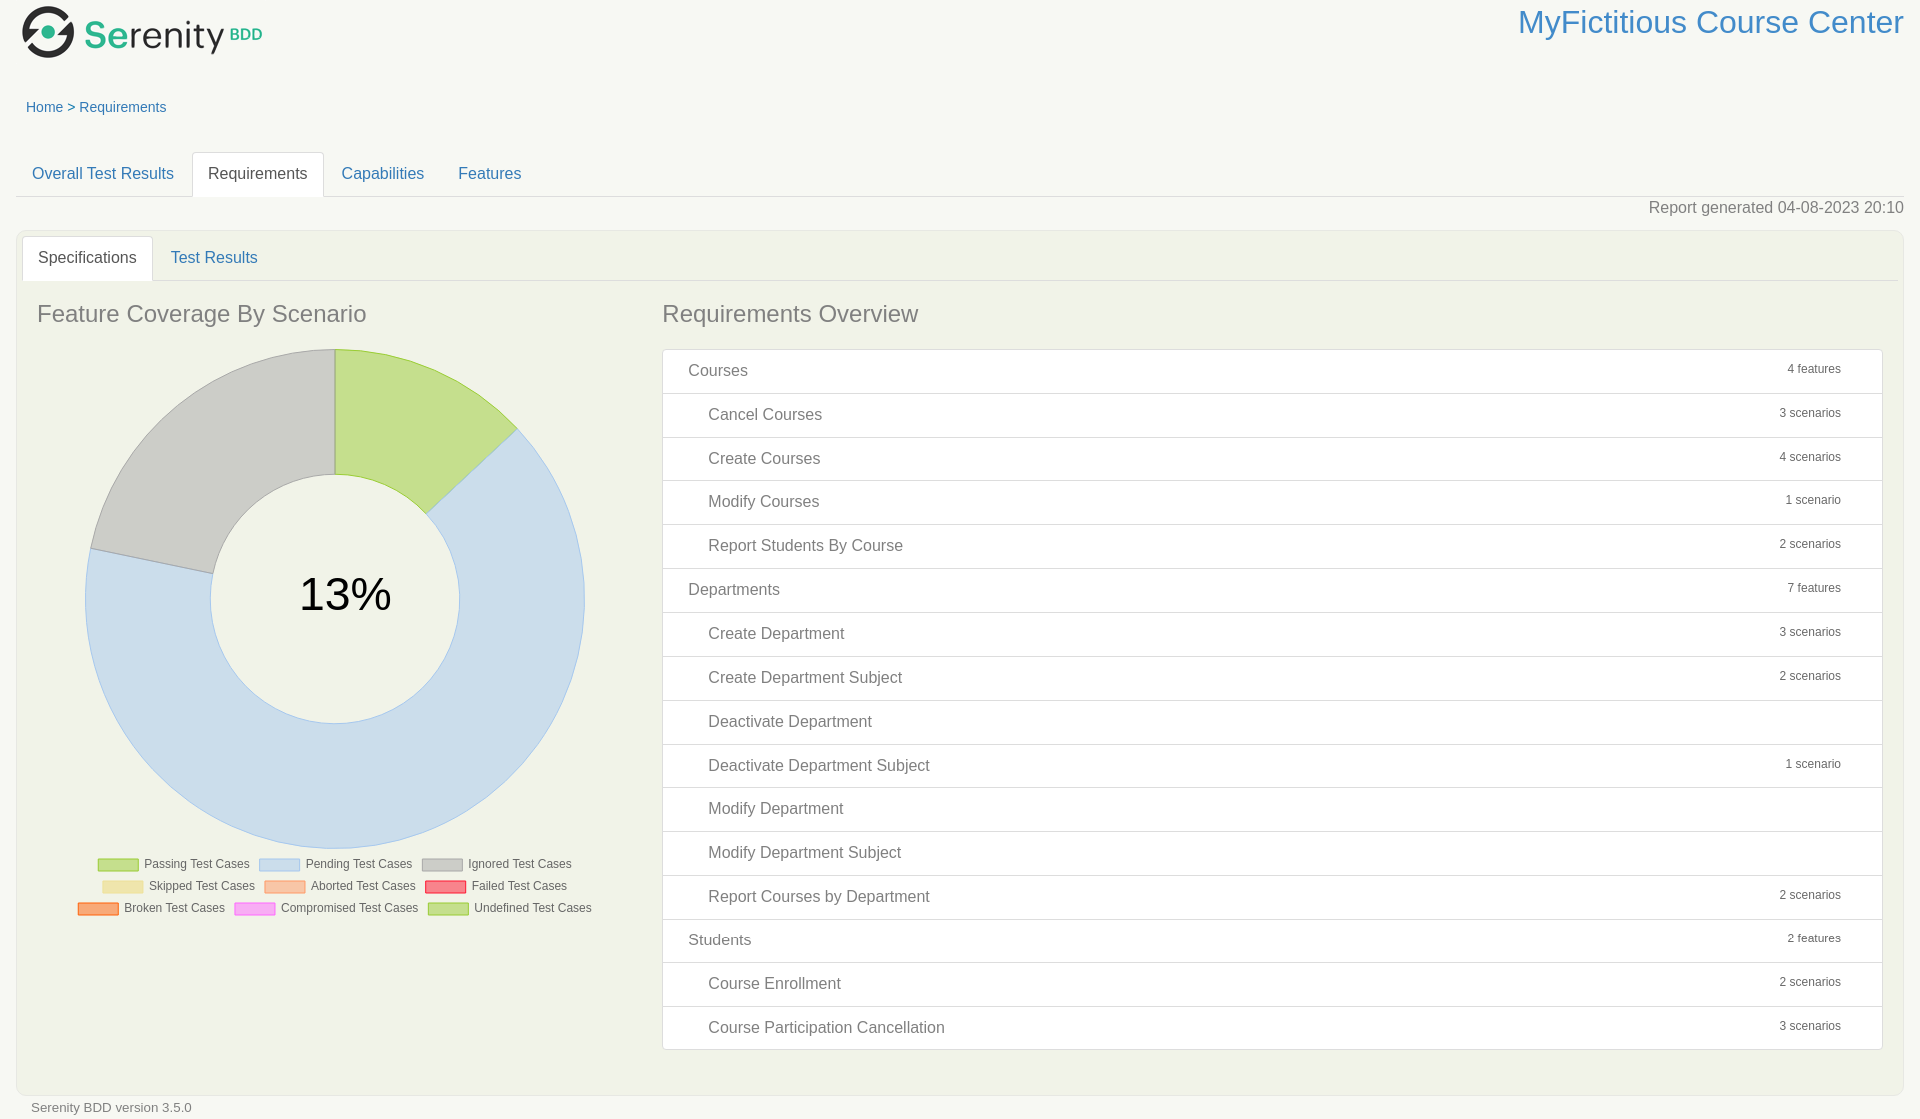 Serenity BDD
MyFictitious Course Center
Home > Requirements
Overall Test Results Requirements Capabilities Features
Report generated 04-08-2023 20:10
Specifications Test Results
Feature Coverage By Scenario
13%
Passing Test Cases Pending Test Cases Ignored Test Cases
Skipped Test Cases Aborted Test Cases Failed Test Cases
Broken Test Cases Compromised Test Cases Undefined Test Cases
Requirements Overview
Courses 4 features
Cancel Courses 3 scenarios
Create Courses 4 scenarios
Modify Courses 1 scenario
Report Students By Course 2 scenarios
Departments 7 features
Create Department 3 scenarios
Create Department Subject 2 scenarios
Deactivate Department
Deactivate Department Subject 1 scenario
Modify Department
Modify Department Subject
Report Courses by Department 2 scenarios
Students 2 features
Course Enrollment 2 scenarios
Course Participation Cancellation 3 scenarios
Serenity BDD version 3.5.0